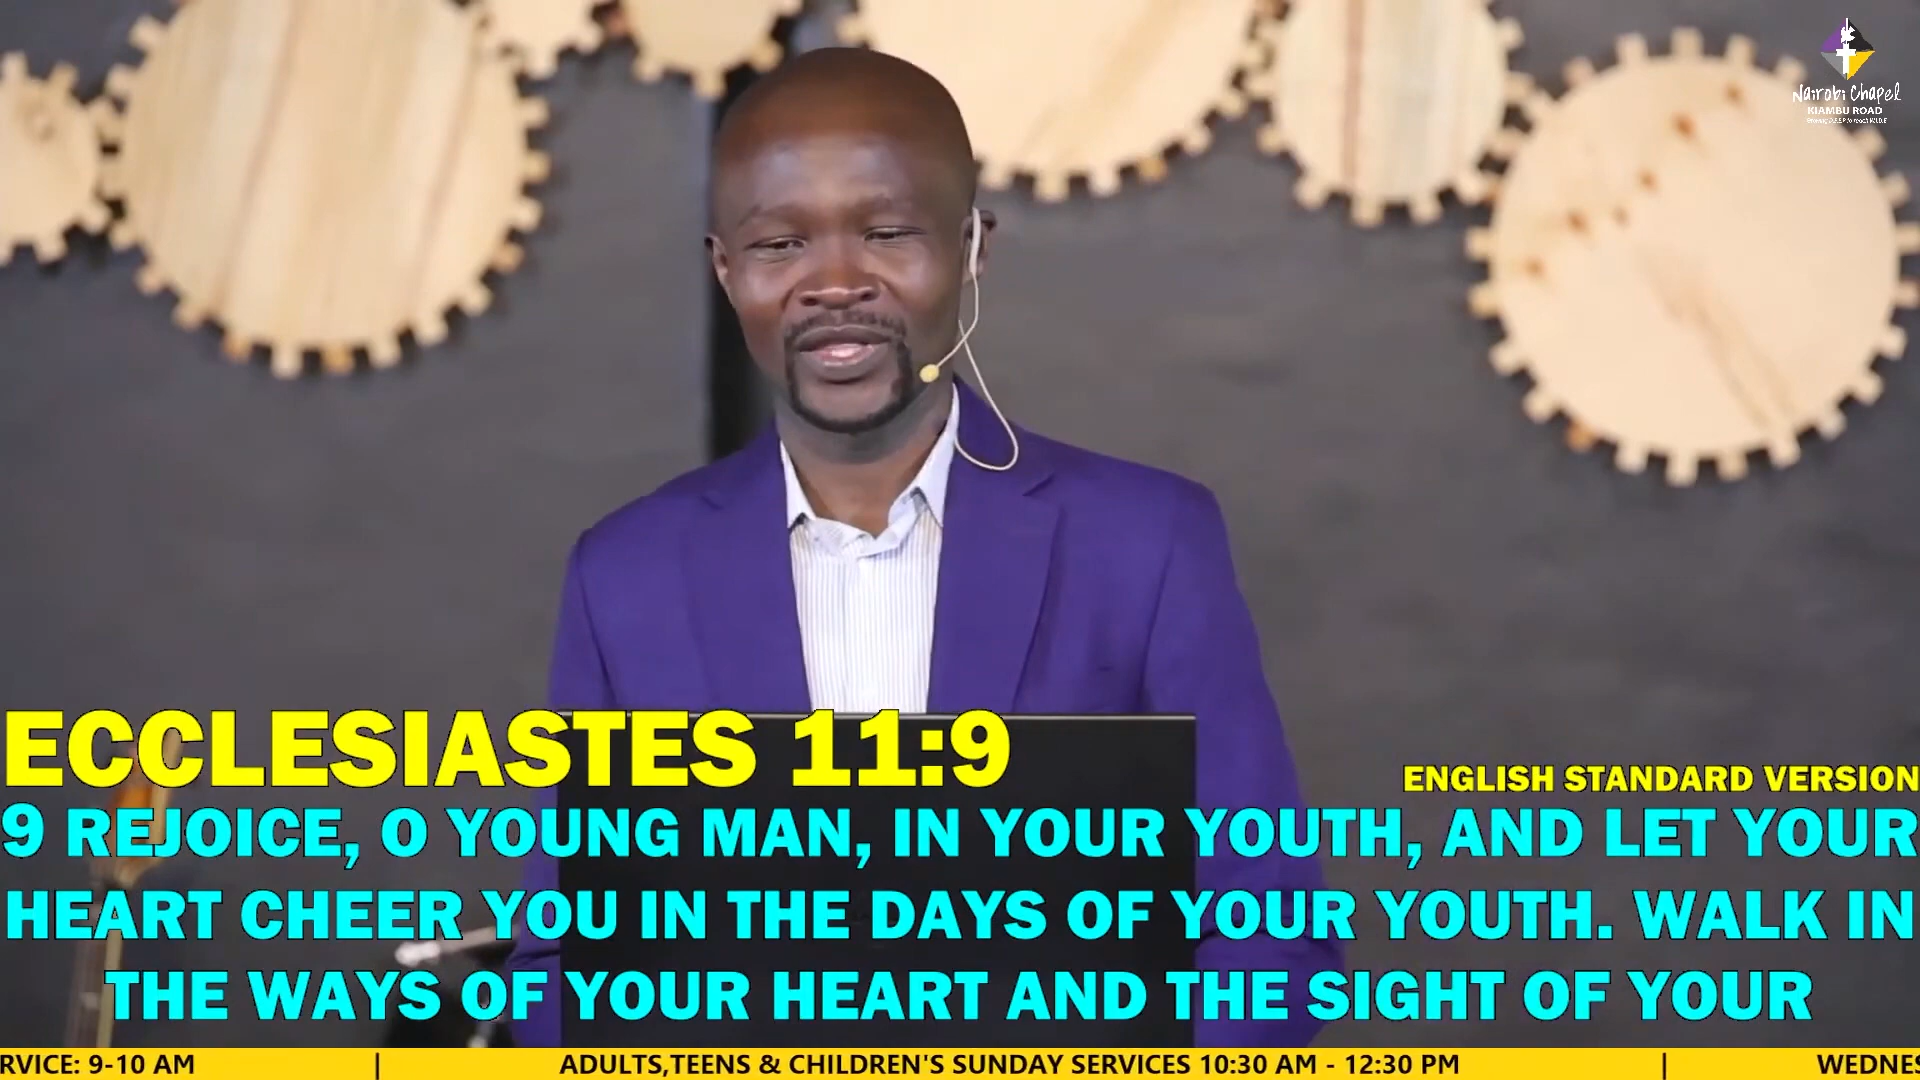 Nairobi Chapel
KIAMBU ROAD
ECCLESIASTES 11:9
ENGLISH STANDARD VERSION
9 REJOICE, O YOUNG MAN, IN YOUR YOUTH, AND LET YOUR
HEART CHEER YOU IN THE DAYS OF YOUR YOUTH. WALK IN
THE WAYS OF YOUR HEART AND THE SIGHT OF YOUR
RVICE: 9-10 AM | ADULTS,TEENS & CHILDREN'S SUNDAY SERVICES 10:30 AM - 12:30 PM | WEDNES